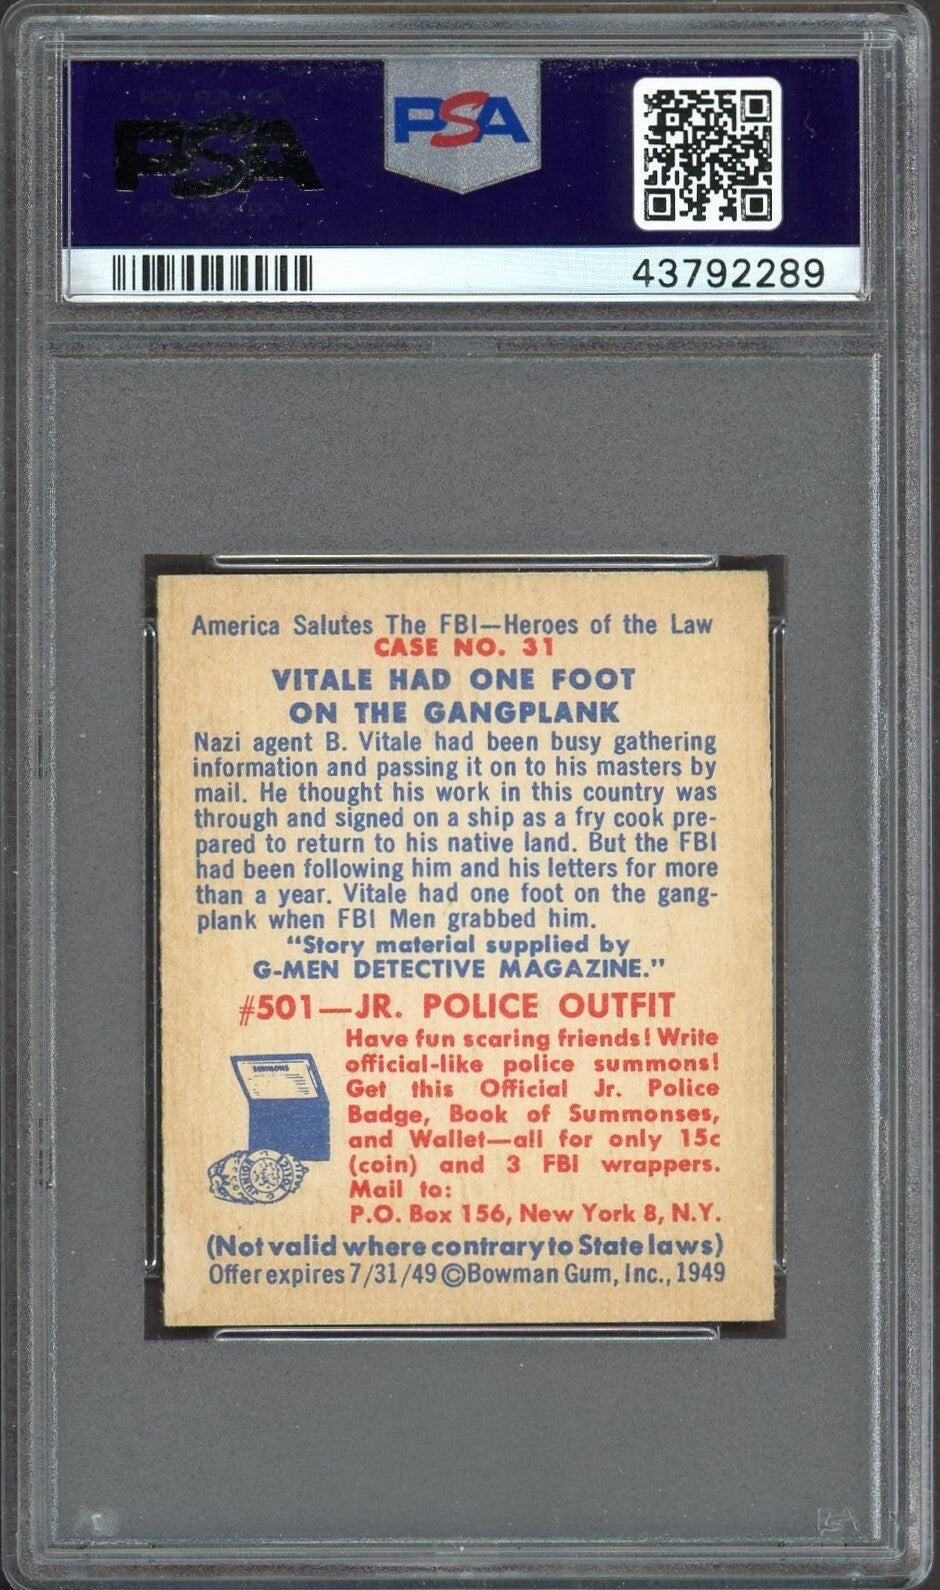 PSA
PSA
43792289
America Salutes The FBI—Heroes of the Law
CASE NO. 31
VITALE HAD ONE FOOT
ON THE GANGPLANK
Nazi agent B. Vitale had been busy gathering
information and passing it on to his masters by
mail. He thought his work in this country was
through and signed on a ship as a fry cook pre-
pared to return to his native land. But the FBI
had been following him and his letters for more
than a year. Vitale had one foot on the gang-
plank when FBI Men grabbed him.
"Story material supplied by
G-MEN DETECTIVE MAGAZINE."
#501—JR. POLICE OUTFIT
Have fun scaring friends! Write
official-like police summons!
Get this Official Jr. Police
Badge, Book of Summonses,
and Wallet—all for only 15c
(coin) and 3 FBI wrappers.
Mail to:
P.O. Box 156, New York 8, N.Y.
SUMMONS
JUNIOR POLICE
(Not valid where contrary to State laws)
Offer expires 7/31/49 ©Bowman Gum, Inc., 1949
PSA